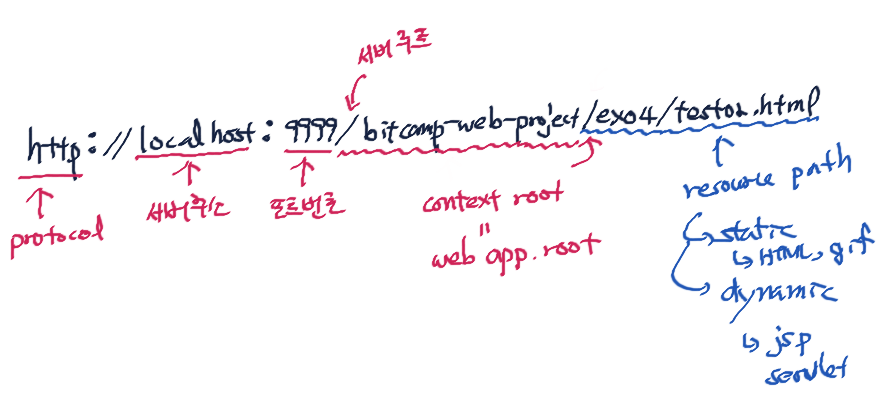 서버 루트
http://localhost:9999/bitcamp-web-project/ex04/test02.html
protocol
서버주소
포트번호
context root
"
web app.root
resource path
static
↳ HTML, gif
dynamic
↳ jsp
servlet